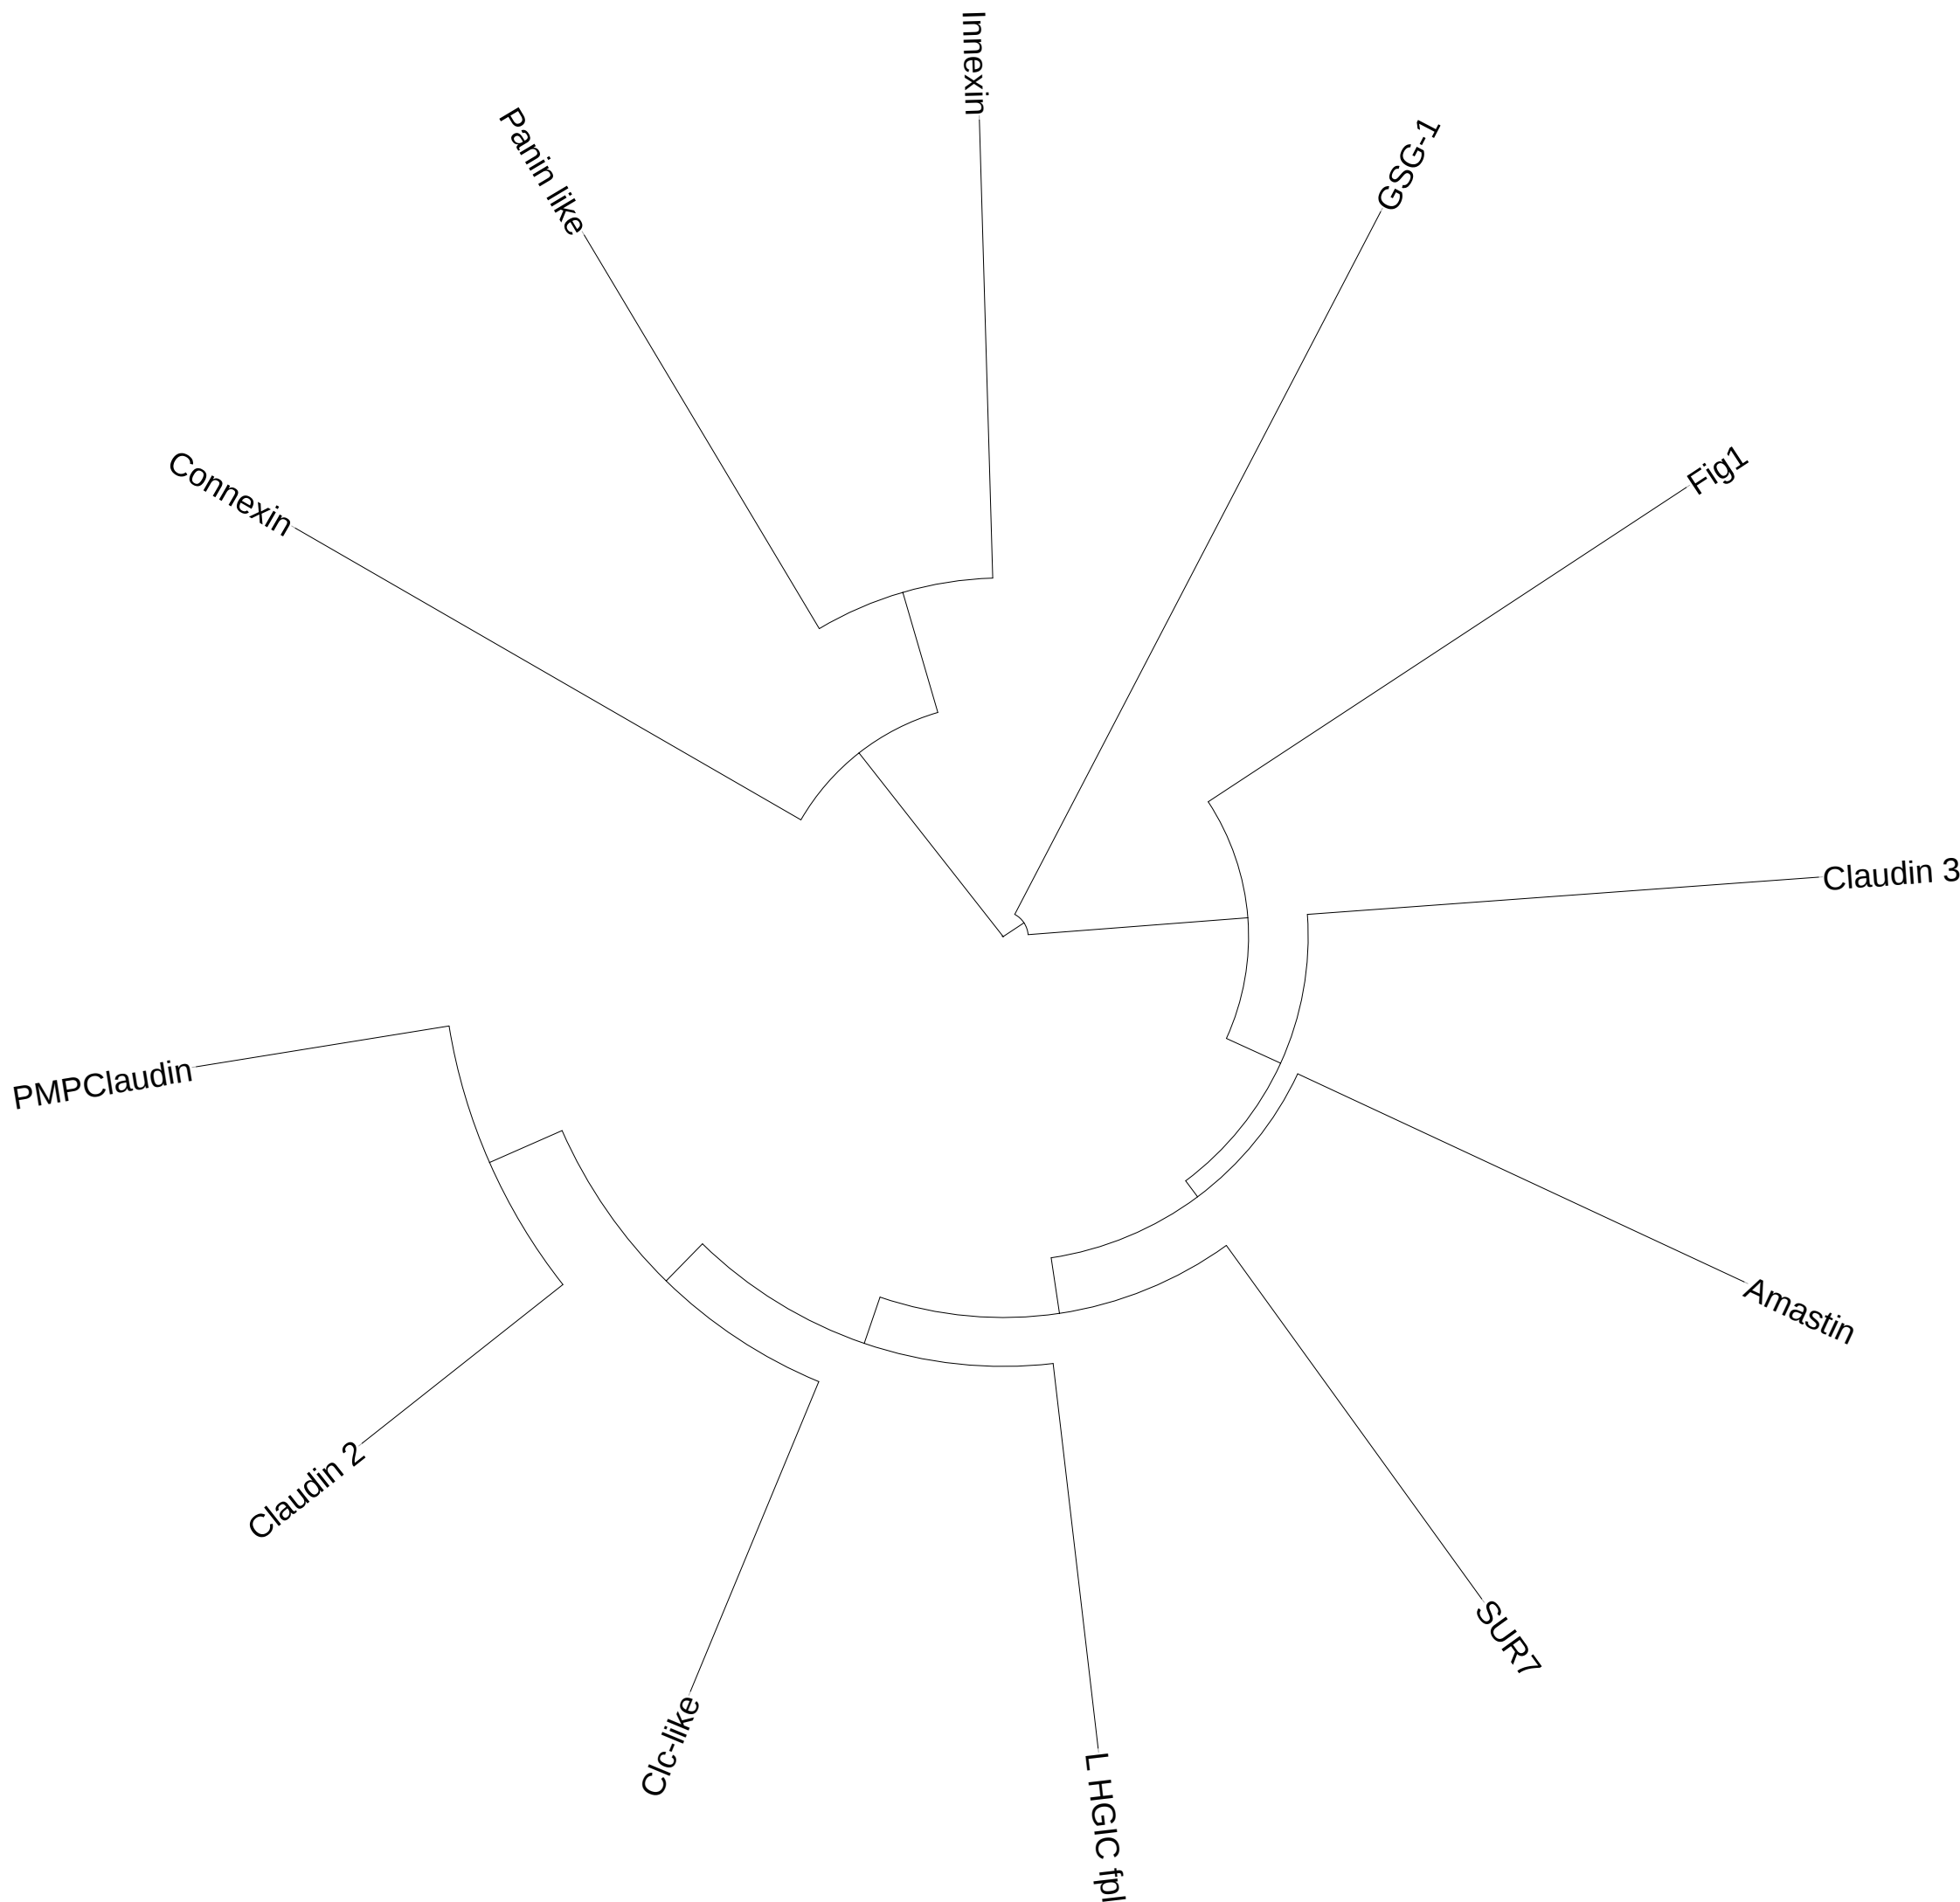 Innexin
GSG-1
Panin like
Fig1
Connexin
Claudin 3
PMPClaudin
Amastin
Claudin 2
SUR7
Clc-like
L HGIC fpl